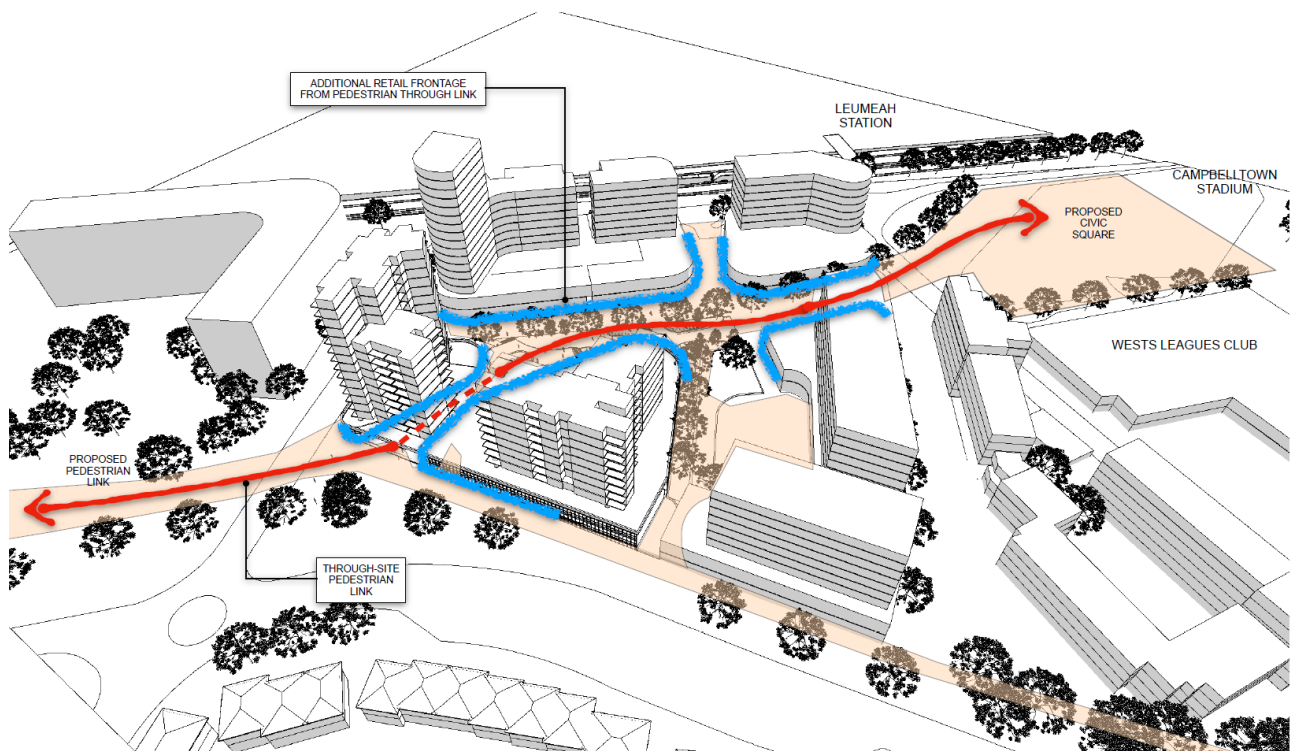 ADDITIONAL RETAIL FRONTAGE
FROM PEDESTRIAN THROUGH LINK
LEUMEAH
STATION
CAMPBELLTOWN
STADIUM
PROPOSED
CIVIC
SQUARE
WESTS LEAGUES CLUB
PROPOSED
PEDESTRIAN
LINK
THROUGH-SITE
PEDESTRIAN
LINK